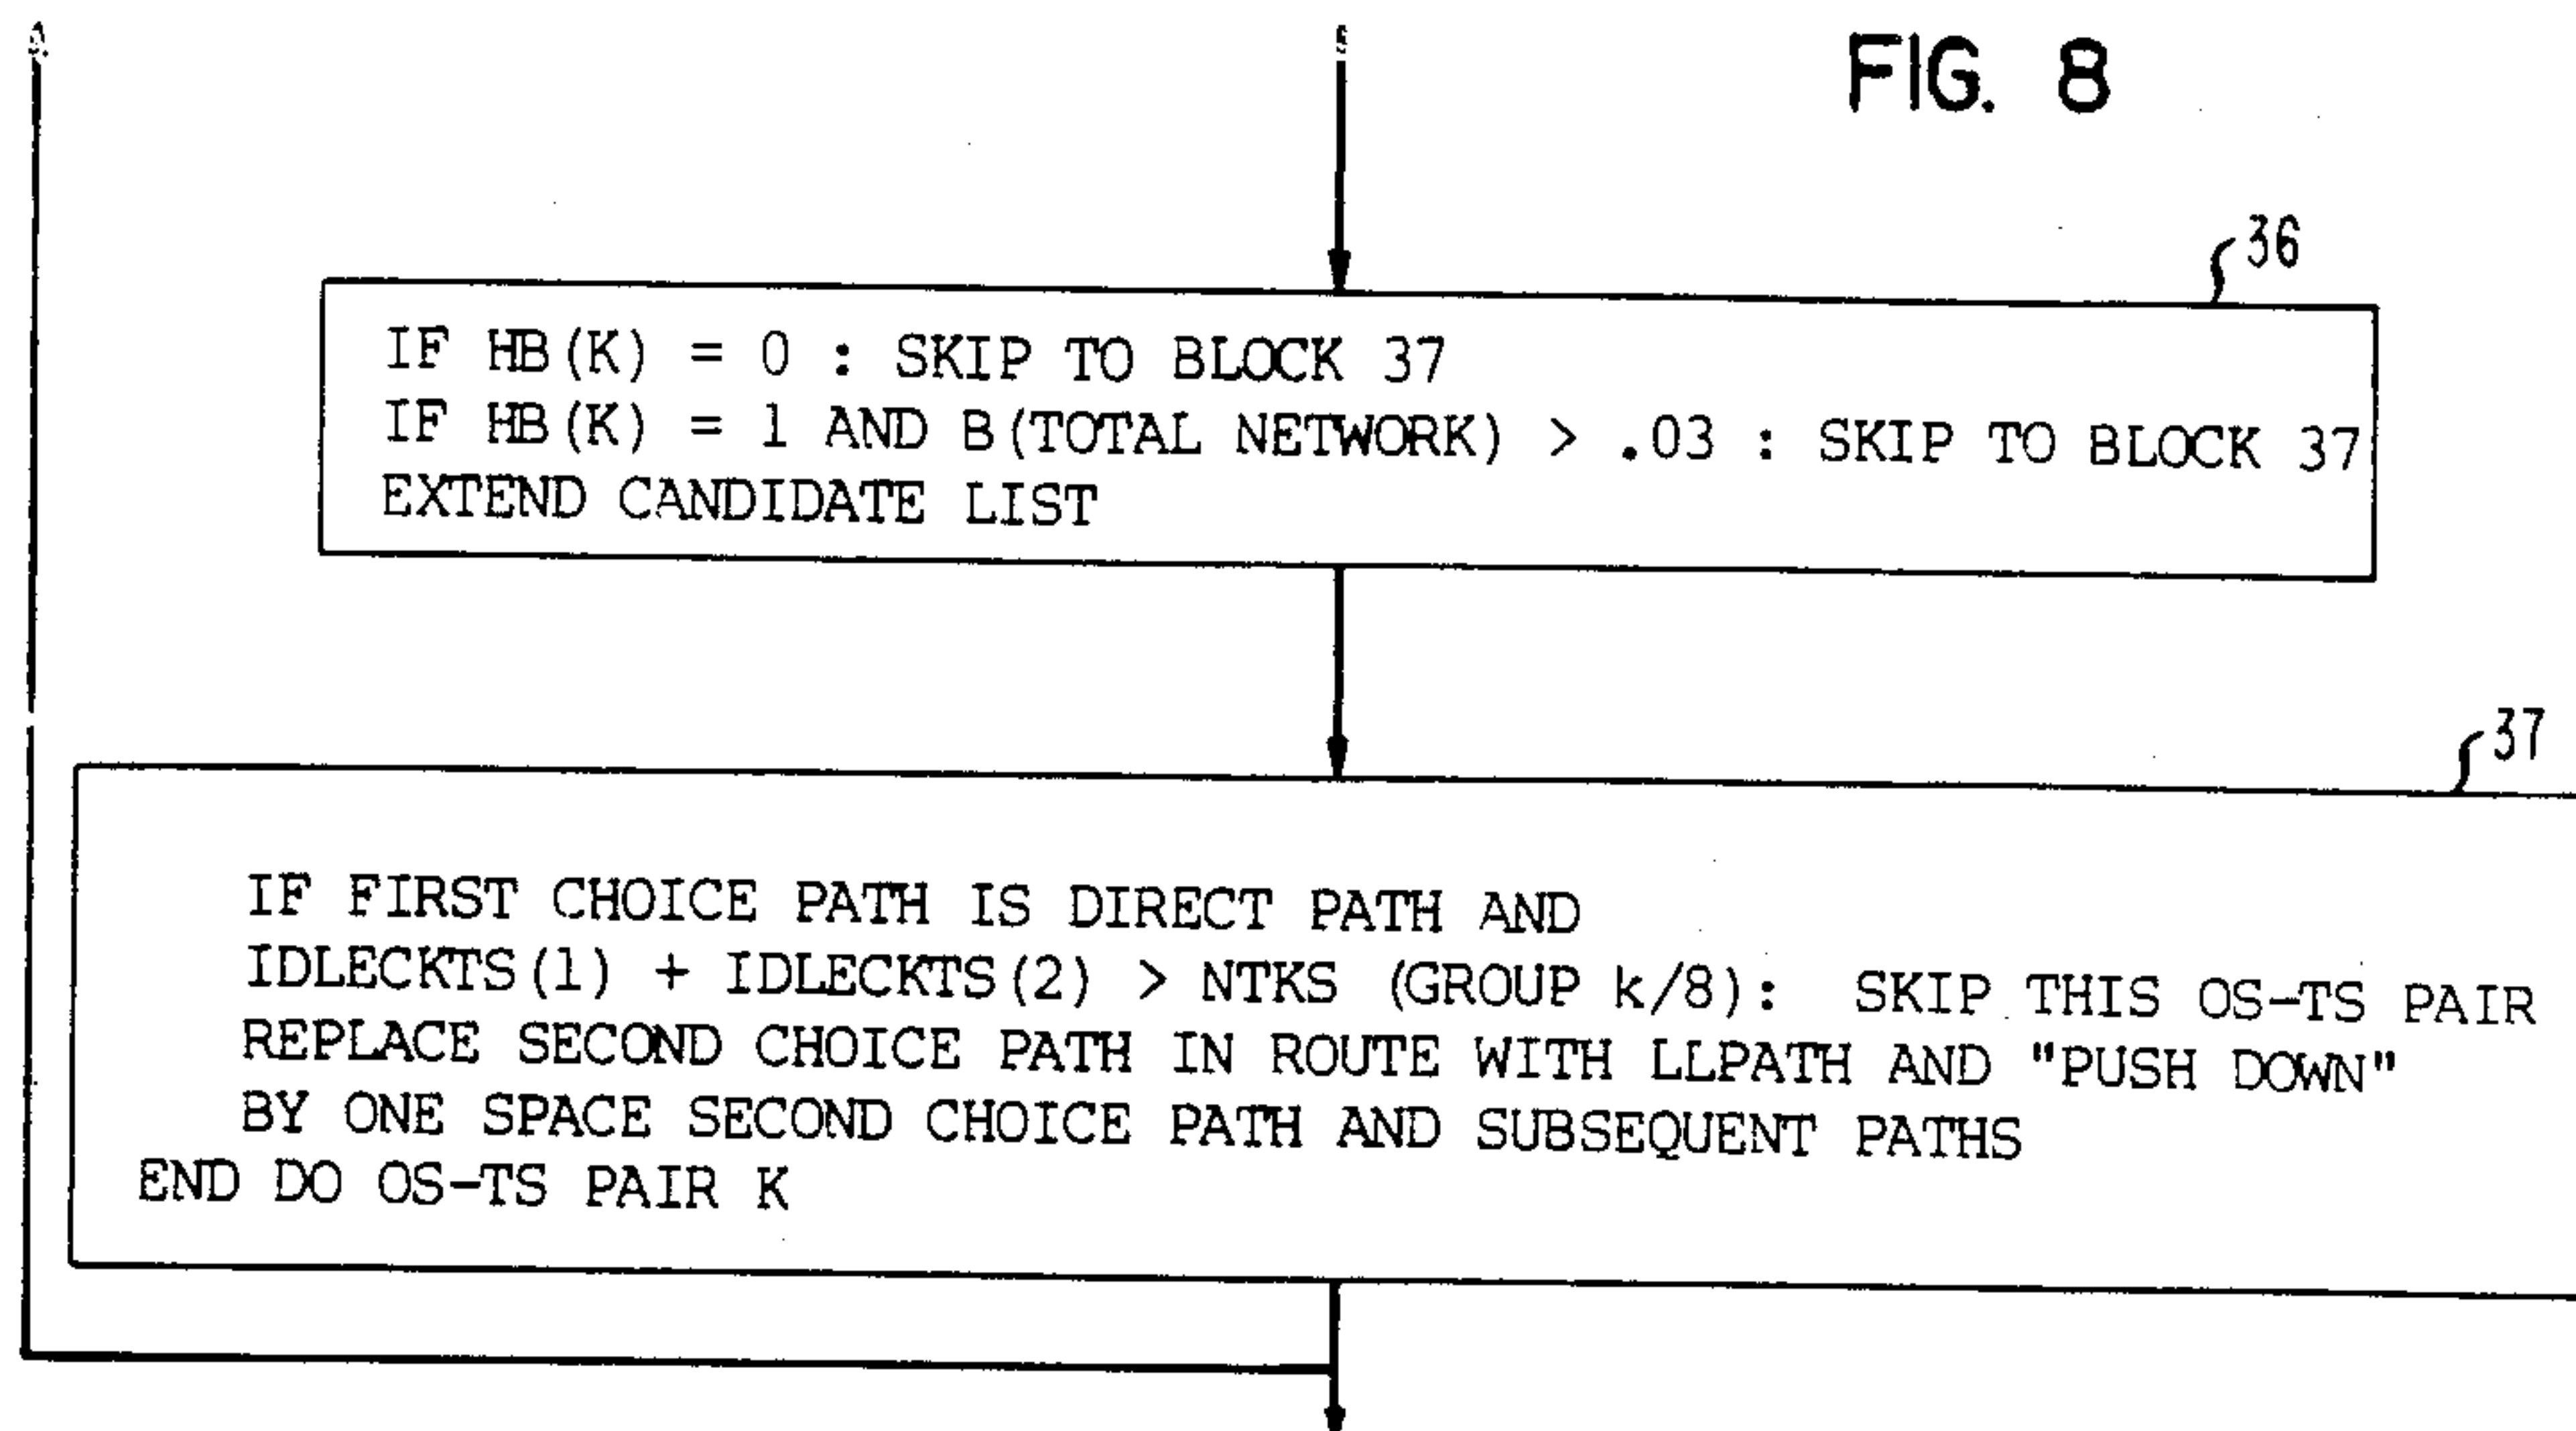 FIG. 8
36
IF HB(K) = 0 : SKIP TO BLOCK 37
IF HB(K) = 1 AND B(TOTAL NETWORK) > .03 : SKIP TO BLOCK 37
EXTEND CANDIDATE LIST
37
IF FIRST CHOICE PATH IS DIRECT PATH AND
IDLECKTS(1) + IDLECKTS(2) > NTKS (GROUP k/8): SKIP THIS OS-TS PAIR
REPLACE SECOND CHOICE PATH IN ROUTE WITH LLPATH AND "PUSH DOWN"
BY ONE SPACE SECOND CHOICE PATH AND SUBSEQUENT PATHS
END DO OS-TS PAIR K